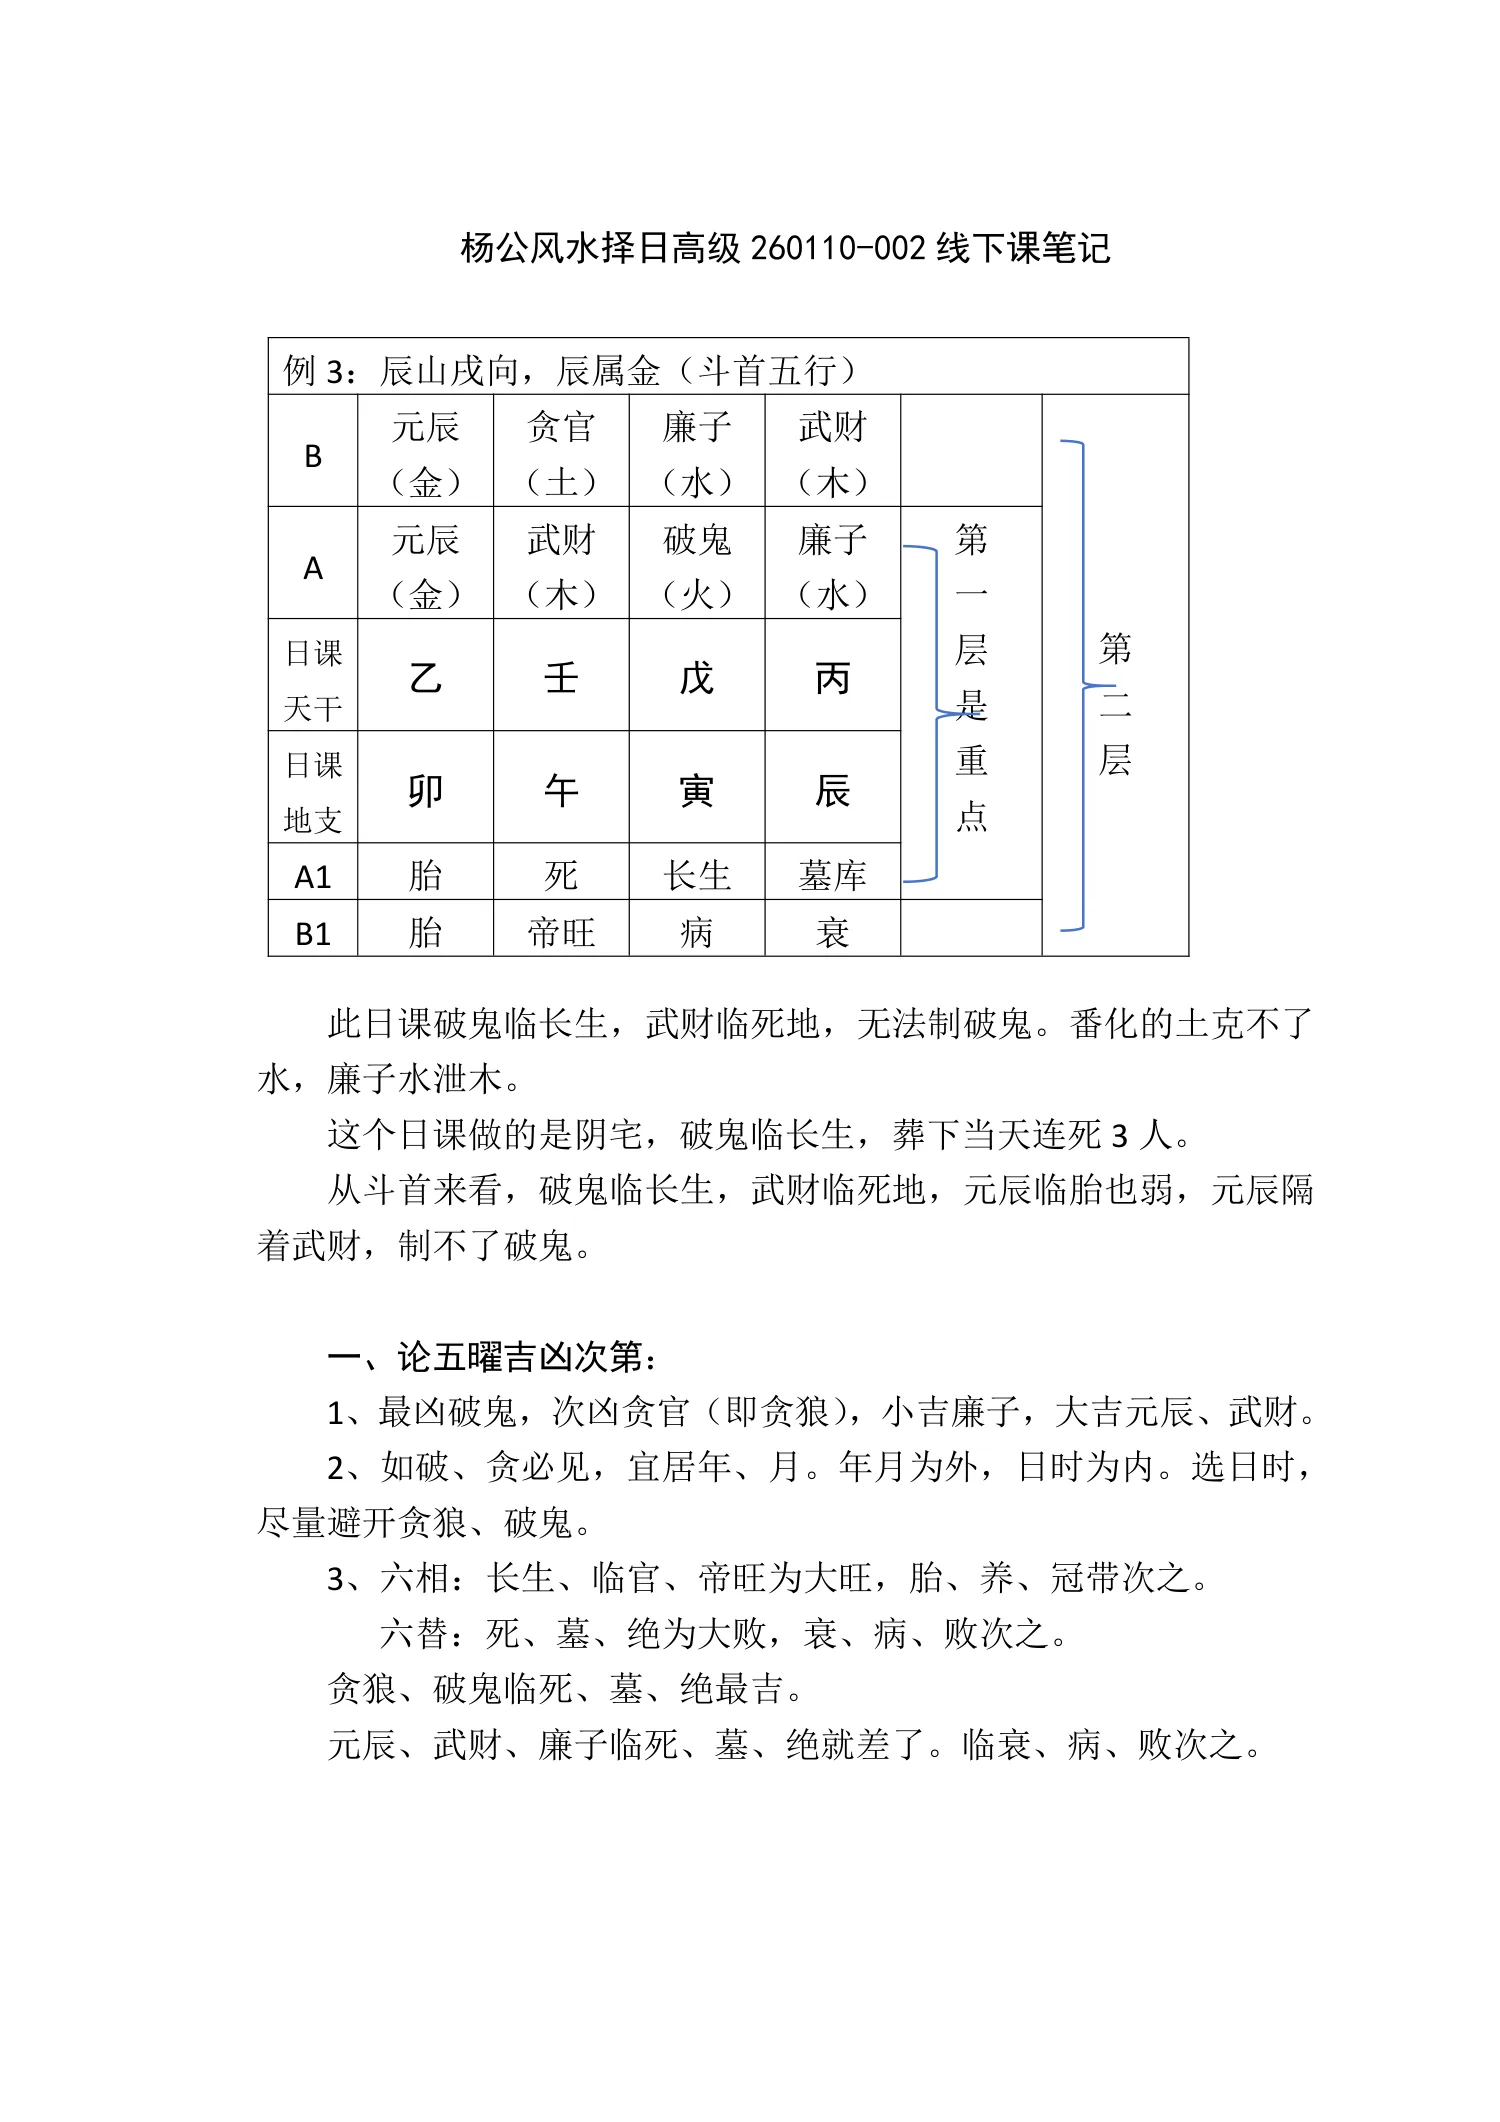 杨公风水择日高级260110-002线下课笔记
例3：辰山戌向，辰属金（斗首五行）
B 元辰（金） 贪官（土） 廉子（水） 武财（木）
A 元辰（金） 武财（木） 破鬼（火） 廉子（水） 第一层是重点 第二层
日课天干 乙 壬 戊 丙
日课地支 卯 午 寅 辰
A1 胎 死 长生 墓库
B1 胎 帝旺 病 衰
此日课破鬼临长生，武财临死地，无法制破鬼。番化的土克不了
水，廉子水泄木。
这个日课做的是阴宅，破鬼临长生，葬下当天连死3人。
从斗首来看，破鬼临长生，武财临死地，元辰临胎也弱，元辰隔
着武财，制不了破鬼。
一、论五曜吉凶次第：
1、最凶破鬼，次凶贪官（即贪狼），小吉廉子，大吉元辰、武财。
2、如破、贪必见，宜居年、月。年月为外，日时为内。选日时，
尽量避开贪狼、破鬼。
3、六相：长生、临官、帝旺为大旺，胎、养、冠带次之。
六替：死、墓、绝为大败，衰、病、败次之。
贪狼、破鬼临死、墓、绝最吉。
元辰、武财、廉子临死、墓、绝就差了。临衰、病、败次之。